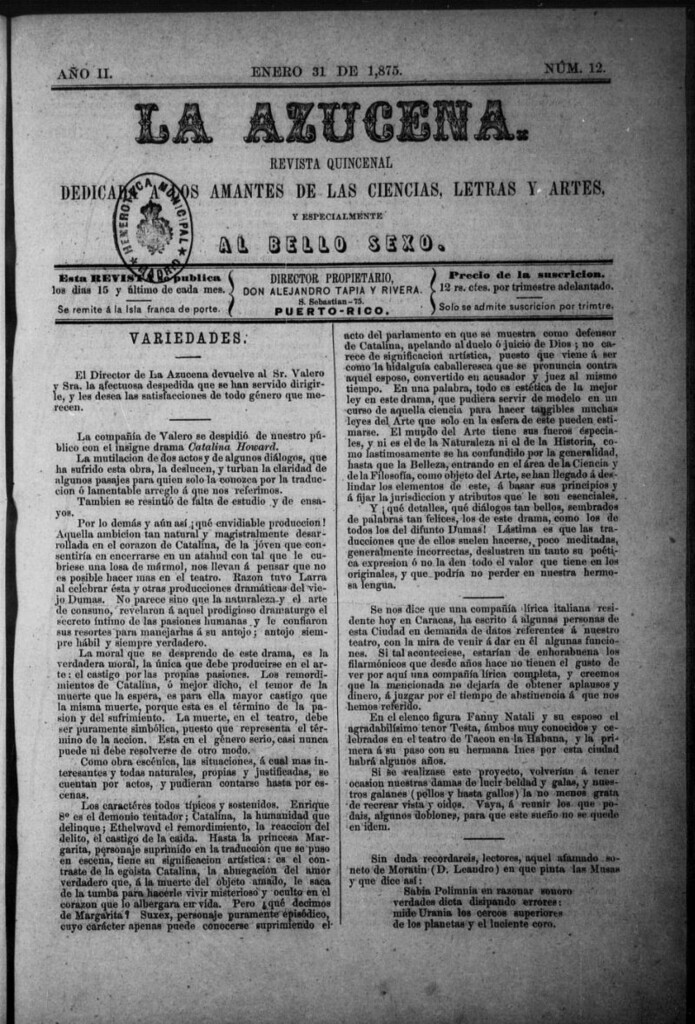 AÑO II.
ENERO 31 DE 1,875.
NÚM. 12.
LA AZUCENA.
REVISTA QUINCENAL
DEDICADA A LOS AMANTES DE LAS CIENCIAS, LETRAS Y ARTES,
Y ESPECIALMENTE
AL BELLO SEXO.
HEMEROTECA MUNICIPAL
MADRID
Esta REVISTA se publica
los dias 15 y último de cada mes.
Se remite á la Isla franca de porte.
DIRECTOR PROPIETARIO,
DON ALEJANDRO TAPIA Y RIVERA.
S. Sebastian-75.
PUERTO-RICO.
Precio de la suscricion.
12 rs. ctes. por trimestre adelantado.
Solo se admite suscricion por trimtre.
VARIEDADES.
El Director de La Azucena devuelve al Sr. Valero
y Sra. la afectuosa despedida que se han servido dirigir-
le, y les desea las satisfacciones de todo género que me-
recen.
La compañía de Valero se despidió de nuestro pú-
blico con el insigne drama Catalina Howard.
La mutilacion de dos actos y de algunos diálogos, que
ha sufrido esta obra, la deslucen, y turban la claridad de
algunos pasajes para quien solo la conozca por la traduc-
cion ó lamentable arreglo á que nos referimos.
Tambien se resintió de falta de estudio y de ensa-
yos.
Por lo demás y aún así ¡qué envidiable produccion!
Aquella ambicion tan natural y magistralmente desar-
rollada en el corazon de Catalina, de la jóven que con-
sentiria en encerrarse en un atahud con tal que le cu-
briese una losa de mármol, nos llevan á pensar que no
es posible hacer mas en el teatro. Razon tuvo Larra
al celebrar ésta y otras producciones dramáticas del vie-
jo Dumas. No parece sino que la naturaleza y el arte
de consuno, revelaron á aquel prodigioso dramaturgo el
secreto íntimo de las pasiones humanas y le confiaron
sus resortes para manejarlas á su antojo; antojo siem-
pre hábil y siempre verdadero.
La moral que se desprende de este drama, es la
verdadera moral, la única que debe producirse en el ar-
te: el castigo por las propias pasiones. Los remordi-
mientos de Catalina, ó mejor dicho, el temor de la
muerte que la espera, es para ella mayor castigo que
la misma muerte, porque esta es el término de la pa-
sion y del sufrimiento. La muerte, en el teatro, debe
ser puramente simbólica, puesto que representa el tér-
mino de la accion. Esta en el género serio, casi nunca
puede ni debe resolverse de otro modo.
Como obra escénica, las situaciones, á cual mas in-
teresantes y todas naturales, propias y justificadas, se
cuentan por actos, y pudieran contarse hasta por es-
cenas.
Los caractéres todos típicos y sostenidos. Enrique
8º es el demonio tentador; Catalina, la humanidad que
delinque; Ethelwovd el remordimiento, la reaccion del
delito, el castigo de la caida. Hasta la princesa Mar-
garita, personaje suprimido en la traduccion que se puso
en escena, tiene su significacion artística: es el con-
traste de la egoista Catalina, la abnegacion del amor
verdadero que, á la muerte del objeto amado, le saca
de la tumba para hacerle vivir misterioso y oculto en el
corazon que lo albergara en vida. Pero ¿qué decimos
de Margarita? Suxex, personaje puramente episódico,
cuyo carácter apenas puede conocerse suprimiendo el
acto del parlamento en que se muestra como defensor
de Catalina, apelando al duelo ó juicio de Dios; no ca-
rece de significacion artística, puesto que viene á ser
como la hidalguía caballeresca que se pronuncia contra
aquel esposo, convertido en acusador y juez al mismo
tiempo. En una palabra, todo es estética de la mejor
ley en este drama, que pudiera servir de modelo en un
curso de aquella ciencia para hacer tangibles muchas
leyes del Arte que solo en la esfera de este pueden esti-
marse. El mundo del Arte tiene sus fueros especia-
les, y ni es el de la Naturaleza ni el de la Historia, co-
mo lastimosamente se ha confundido por la generalidad,
hasta que la Belleza, entrando en el área de la Ciencia y
de la Filosofía, como objeto del Arte, se han llegado á des-
lindar los elementos de este, á basar sus principios y
á fijar la jurisdiccion y atributos que le son esenciales.
Y ¡qué detalles, qué diálogos tan bellos, sembrados
de palabras tan felices, los de este drama, como los de
todos los del difunto Dumas! Lástima es que las tra-
ducciones que de ellos suelen hacerse, poco meditadas,
generalmente incorrectas, deslustren un tanto su poéti-
ca expresion ó no la den todo el valor que tiene en los
originales, y que podria no perder en nuestra hermo-
sa lengua.
Se nos dice que una compañía lírica italiana resi-
dente hoy en Caracas, ha escrito á algunas personas de
esta Ciudad en demanda de datos referentes á nuestro
teatro, con la mira de venir á dar en él algunas funcio-
nes. Si tal aconteciese, estarian de enhorabuena los
filarmónicos que desde años hace no tienen el gusto de
ver por aquí una compañía lírica completa, y creemos
que la mencionada no dejaria de obtener aplausos y
dinero, á juzgar por el tiempo de abstinencia á que nos
hemos referido.
En el elenco figura Fanny Natali y su esposo el
agradabilísimo tenor Testa, ámbos muy conocidos y ce-
lebrados en el teatro de Tacon en la Habana, y la pri-
mera á su paso con su hermana Ines por esta ciudad
habrá algunos años.
Si se realizase este proyecto, volverian á tener
ocasion nuestras damas de lucir beldad y galas, y nues-
tros galanes (pollos y hasta gallos) la no menos grata
de recrear vista y oidos. Vaya, á reunir los que po-
dais, algunos doblones, para que este sueño no se quede
en idem.
Sin duda recordareis, lectores, aquel afamado so-
neto de Moratin (D. Leandro) en que pinta las Musas
y que dice así:
Sabia Polimnia en razonar sonoro
verdades dicta disipando errores:
mide Urania los cercos superiores
de los planetas y el luciente coro.